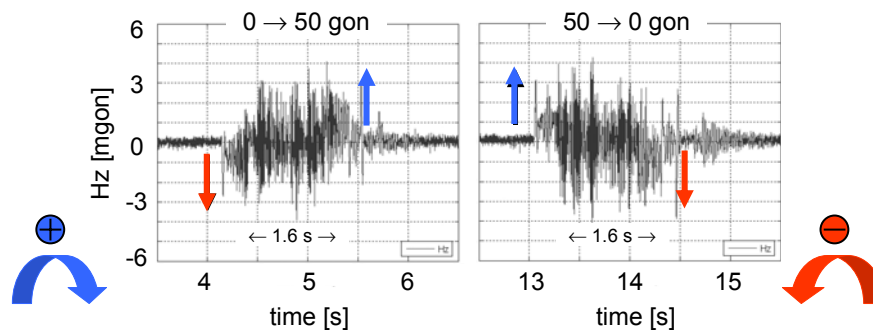 0 → 50 gon
50 → 0 gon
Hz [mgon]
6
3
0
-3
-6
← 1.6 s →
← 1.6 s →
Hz
Hz
4
5
6
13
14
15
time [s]
time [s]
+
−